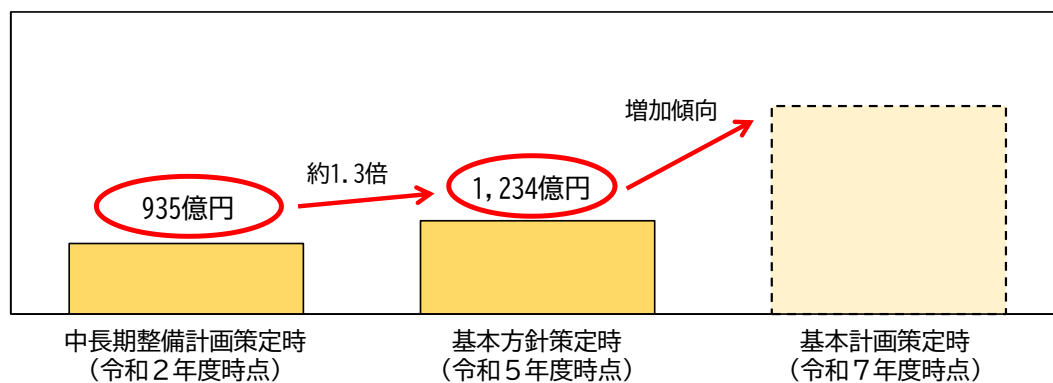 増加傾向
約1.3倍
1,234億円
935億円
中長期整備計画策定時
（令和２年度時点）
基本方針策定時
（令和５年度時点）
基本計画策定時
（令和７年度時点）